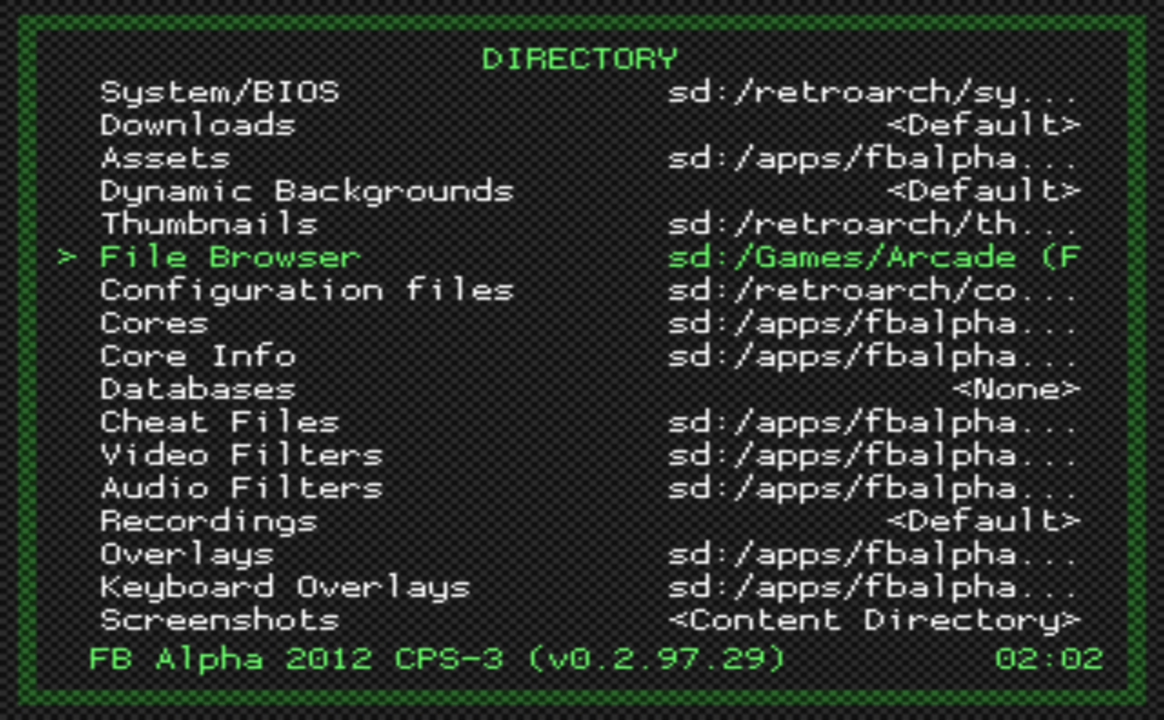 DIRECTORY
System/BIOS sd:/retroarch/sy...
Downloads <Default>
Assets sd:/apps/fbalpha...
Dynamic Backgrounds <Default>
Thumbnails sd:/retroarch/th...
> File Browser sd:/Games/Arcade (F
Configuration files sd:/retroarch/co...
Cores sd:/apps/fbalpha...
Core Info sd:/apps/fbalpha...
Databases <None>
Cheat Files sd:/apps/fbalpha...
Video Filters sd:/apps/fbalpha...
Audio Filters sd:/apps/fbalpha...
Recordings <Default>
Overlays sd:/apps/fbalpha...
Keyboard Overlays sd:/apps/fbalpha...
Screenshots <Content Directory>
FB Alpha 2012 CPS-3 (v0.2.97.29) 02:02